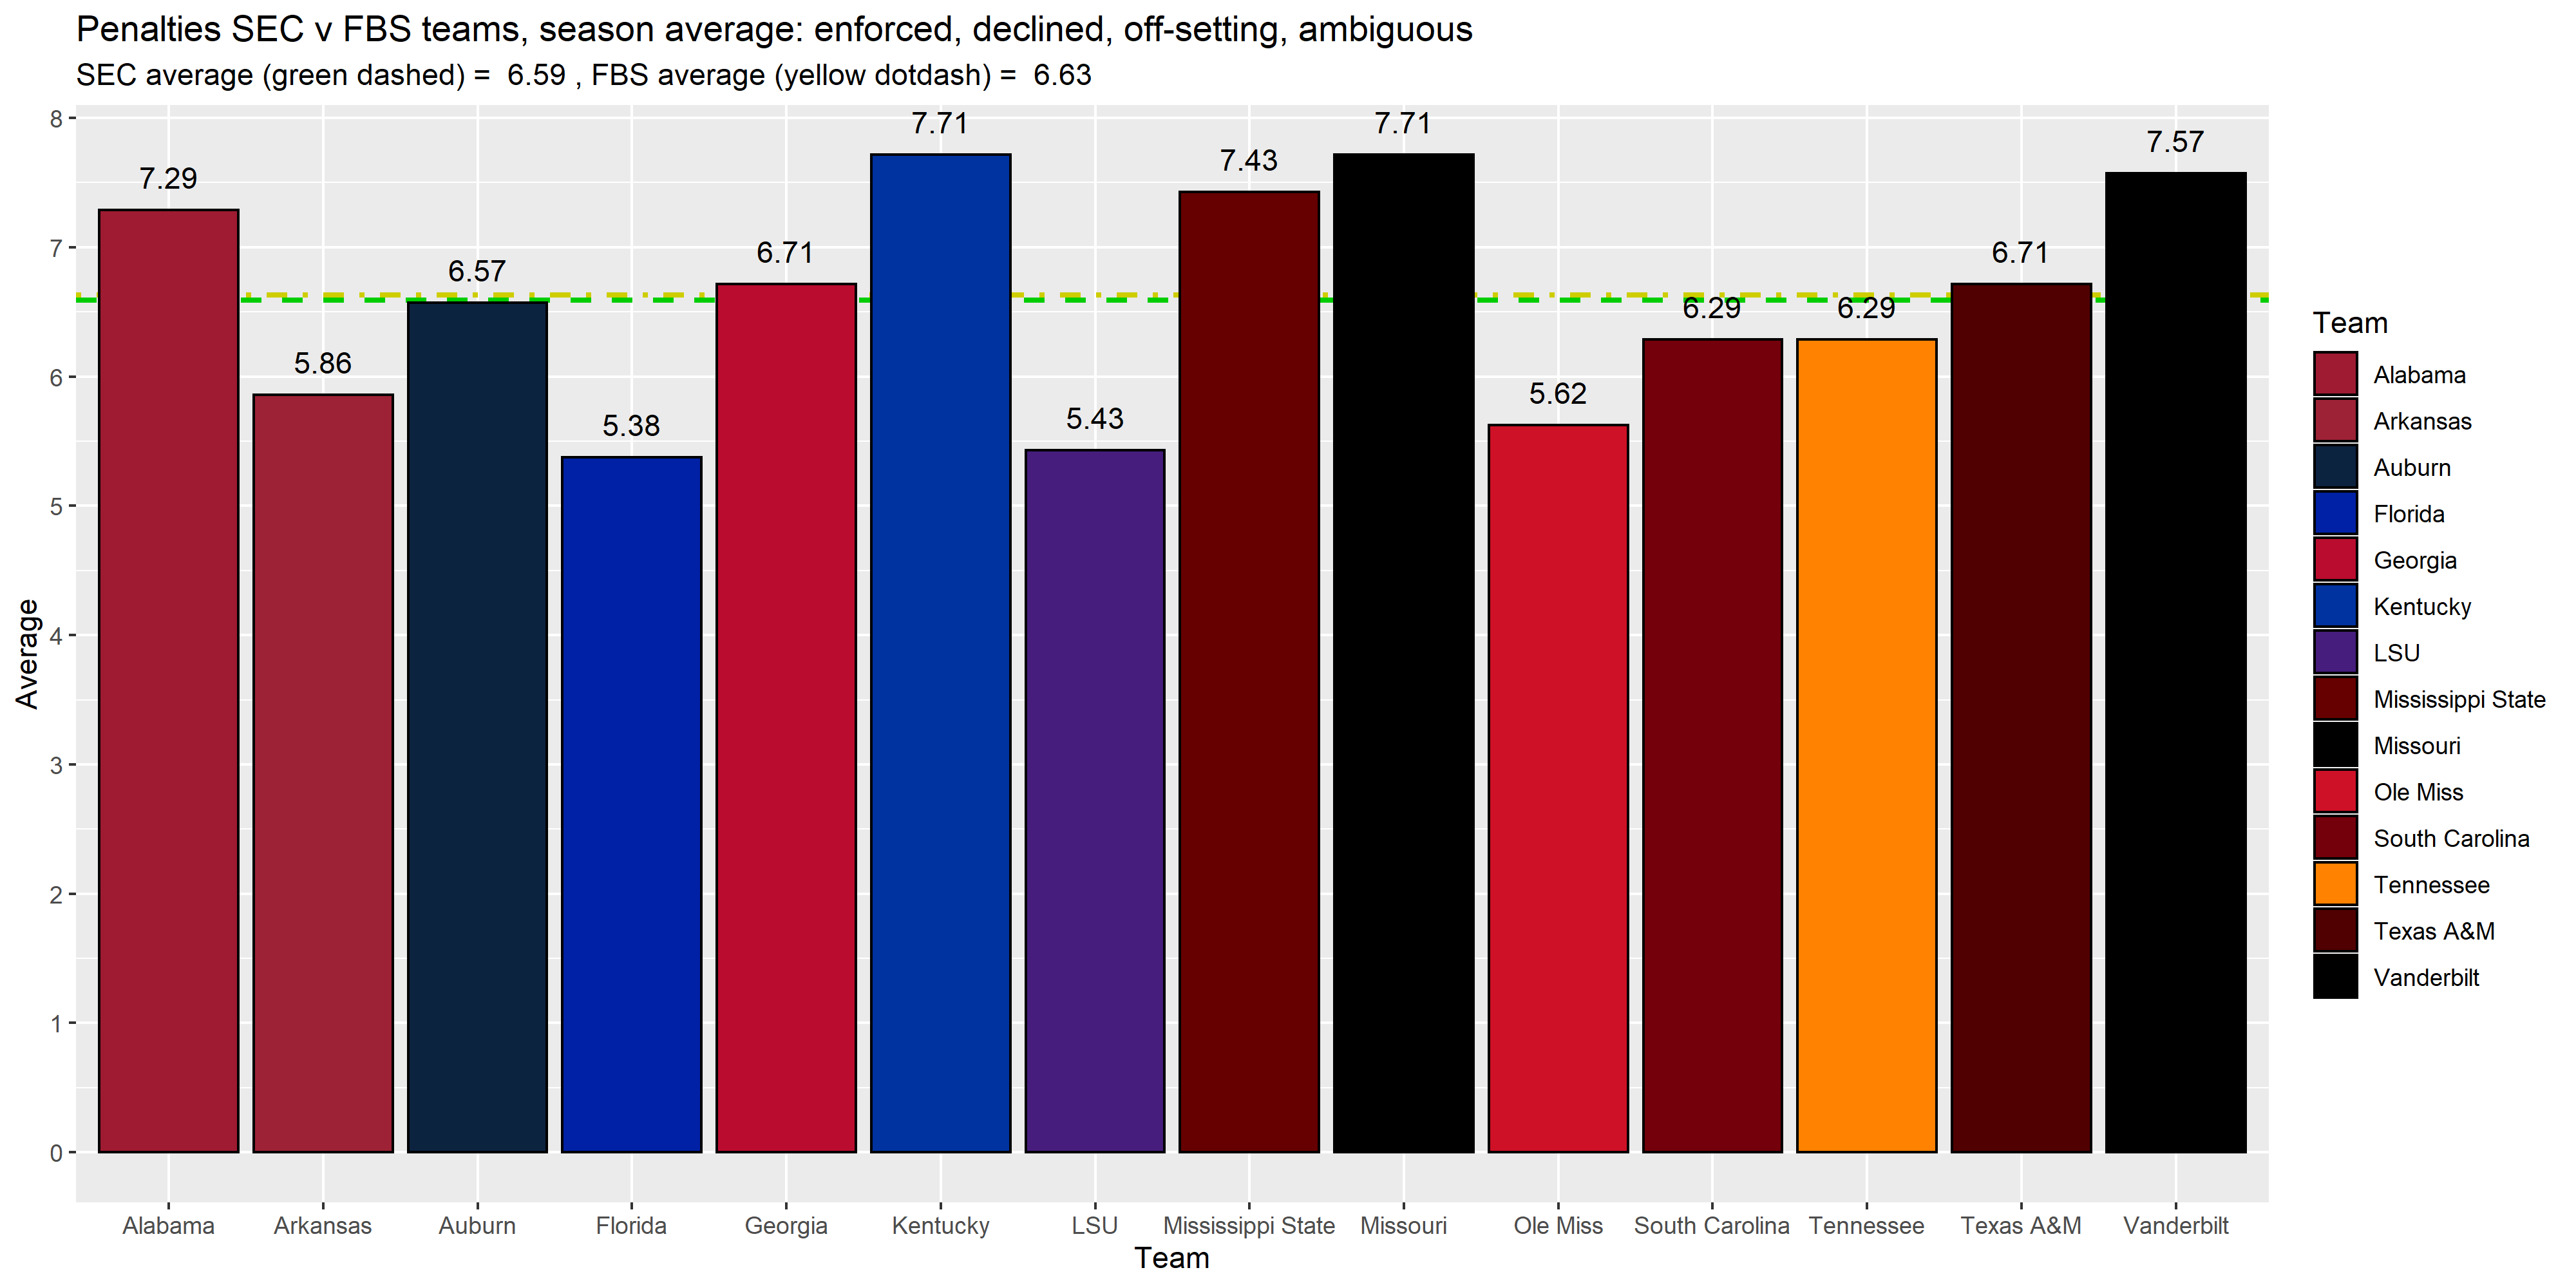 Penalties SEC v FBS teams, season average: enforced, declined, off-setting, ambiguous
SEC average (green dashed) =  6.59 , FBS average (yellow dotdash) =  6.63
Average
8
7
6
5
4
3
2
1
0
7.29
5.86
6.57
5.38
6.71
7.71
5.43
7.43
7.71
5.62
6.29
6.29
6.71
7.57
Alabama
Arkansas
Auburn
Florida
Georgia
Kentucky
LSU
Mississippi State
Missouri
Ole Miss
South Carolina
Tennessee
Texas A&M
Vanderbilt
Team
Team
Alabama
Arkansas
Auburn
Florida
Georgia
Kentucky
LSU
Mississippi State
Missouri
Ole Miss
South Carolina
Tennessee
Texas A&M
Vanderbilt